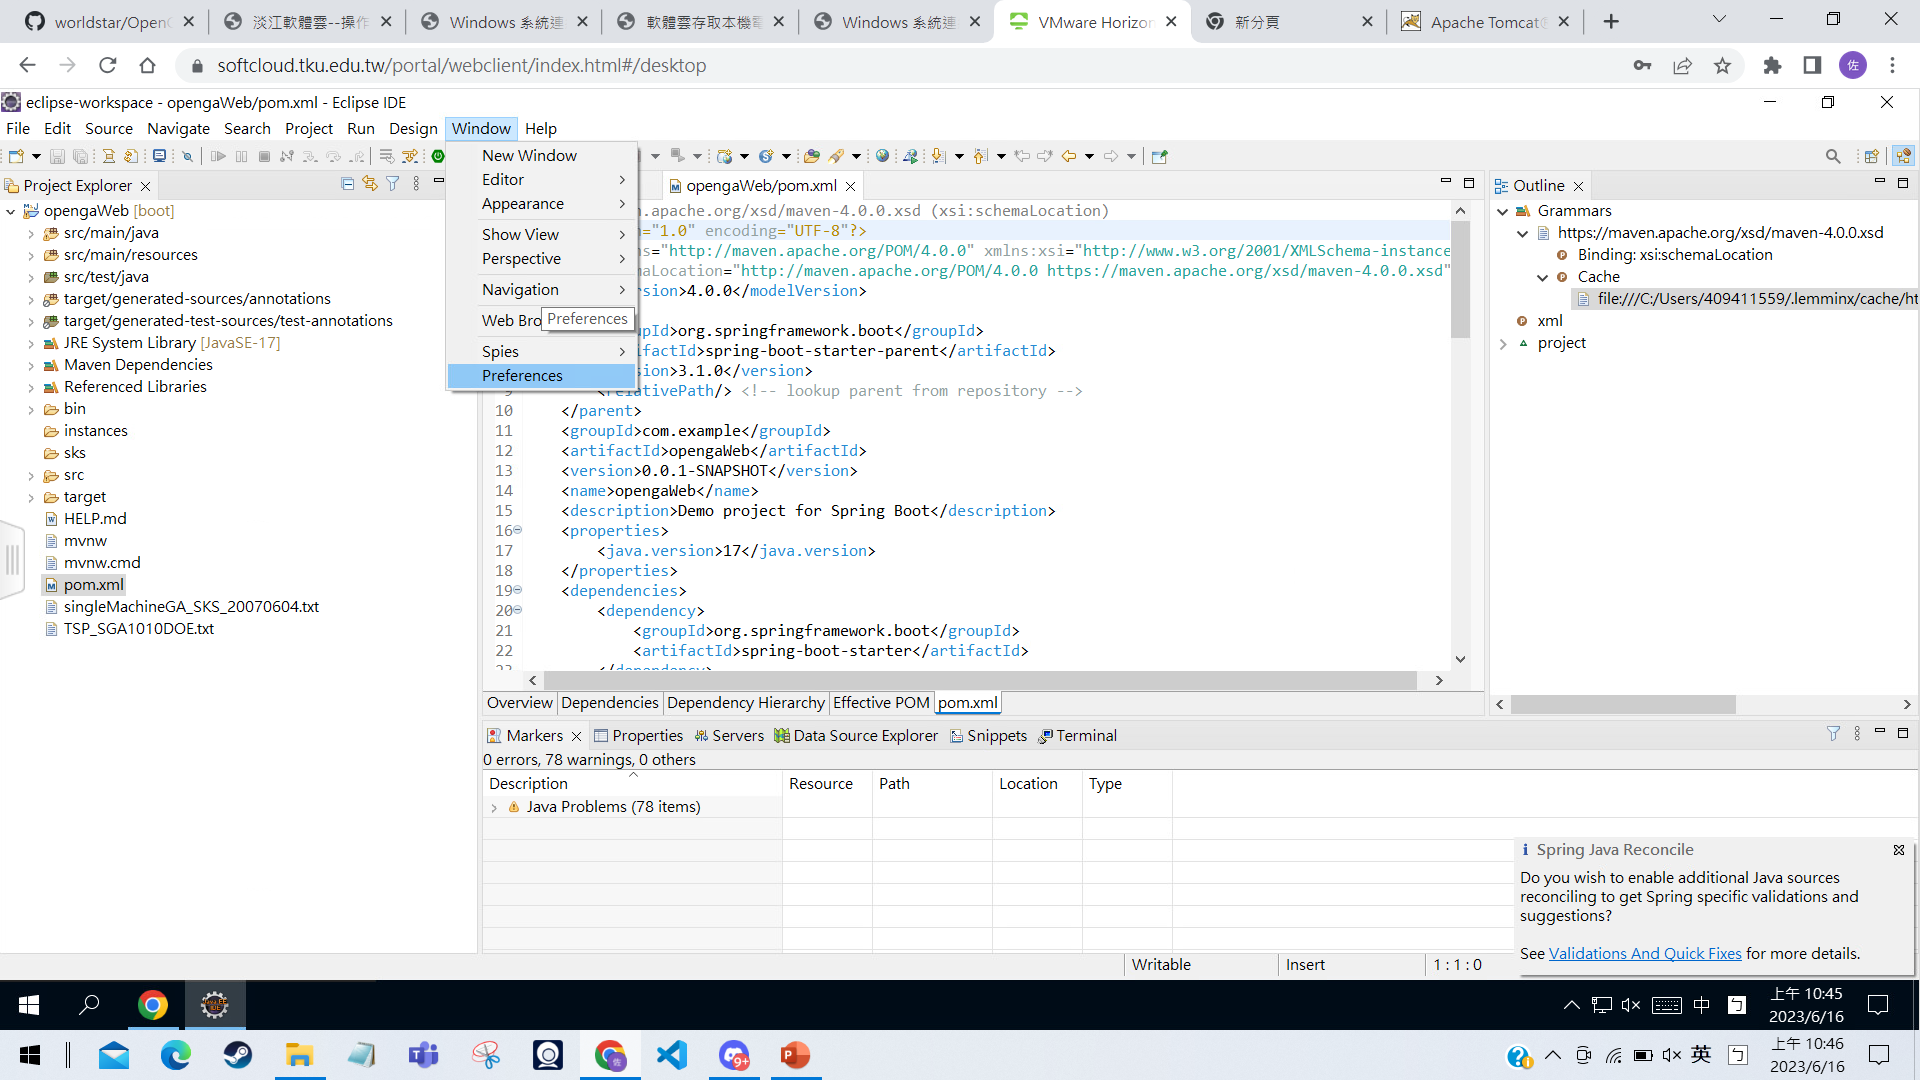 worldstar/Open
淡江軟體雲--操作
Windows 系統連
軟體雲存取本機電
Windows 系統連
VMware Horizon
新分頁
Apache Tomcat
softcloud.tku.edu.tw/portal/webclient/index.html#/desktop
佐
eclipse-workspace - opengaWeb/pom.xml - Eclipse IDE
File Edit Source Navigate Search Project Run Design Window Help
New Window
Editor
Appearance
Show View
Perspective
Navigation
Web Bro
Preferences
Spies
Preferences
Project Explorer
opengaWeb [boot]
src/main/java
src/main/resources
src/test/java
target/generated-sources/annotations
target/generated-test-sources/test-annotations
JRE System Library [JavaSE-17]
Maven Dependencies
Referenced Libraries
bin
instances
sks
src
target
HELP.md
mvnw
mvnw.cmd
pom.xml
singleMachineGA_SKS_20070604.txt
TSP_SGA1010DOE.txt
opengaWeb/pom.xml
.apache.org/xsd/maven-4.0.0.xsd (xsi:schemaLocation)
="1.0" encoding="UTF-8"?>
s="http://maven.apache.org/POM/4.0.0" xmlns:xsi="http://www.w3.org/2001/XMLSchema-instance
maLocation="http://maven.apache.org/POM/4.0.0 https://maven.apache.org/xsd/maven-4.0.0.xsd"
ersion>4.0.0</modelVersion>
pId>org.springframework.boot</groupId>
ifactId>spring-boot-starter-parent</artifactId>
sion>3.1.0</version>
9 <relativePath/> <!-- lookup parent from repository -->
10 </parent>
11 <groupId>com.example</groupId>
12 <artifactId>opengaWeb</artifactId>
13 <version>0.0.1-SNAPSHOT</version>
14 <name>opengaWeb</name>
15 <description>Demo project for Spring Boot</description>
16 <properties>
17 <java.version>17</java.version>
18 </properties>
19 <dependencies>
20 <dependency>
21 <groupId>org.springframework.boot</groupId>
22 <artifactId>spring-boot-starter</artifactId>
23 </dependency>
Overview Dependencies Dependency Hierarchy Effective POM pom.xml
Outline
Grammars
https://maven.apache.org/xsd/maven-4.0.0.xsd
Binding: xsi:schemaLocation
Cache
file:///C:/Users/409411559/.lemminx/cache/ht
xml
project
Markers Properties Servers Data Source Explorer Snippets Terminal
0 errors, 78 warnings, 0 others
Description Resource Path Location Type
Java Problems (78 items)
Spring Java Reconcile
Do you wish to enable additional Java sources
reconciling to get Spring specific validations and
suggestions?
See Validations And Quick Fixes for more details.
Writable Insert 1 : 1 : 0
中
ㄅ
上午 10:45
2023/6/16
9+
英
ㄅ
上午 10:46
2023/6/16